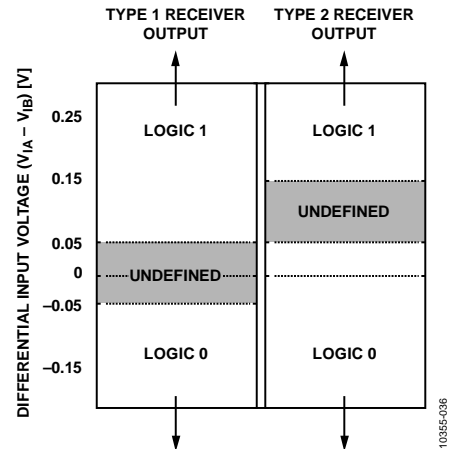 TYPE 1 RECEIVER
OUTPUT
TYPE 2 RECEIVER
OUTPUT
DIFFERENTIAL INPUT VOLTAGE (VIA – VIB) [V]
0.25
0.15
0.05
0
–0.05
–0.15
LOGIC 1
UNDEFINED
LOGIC 0
LOGIC 1
UNDEFINED
LOGIC 0
10355-036